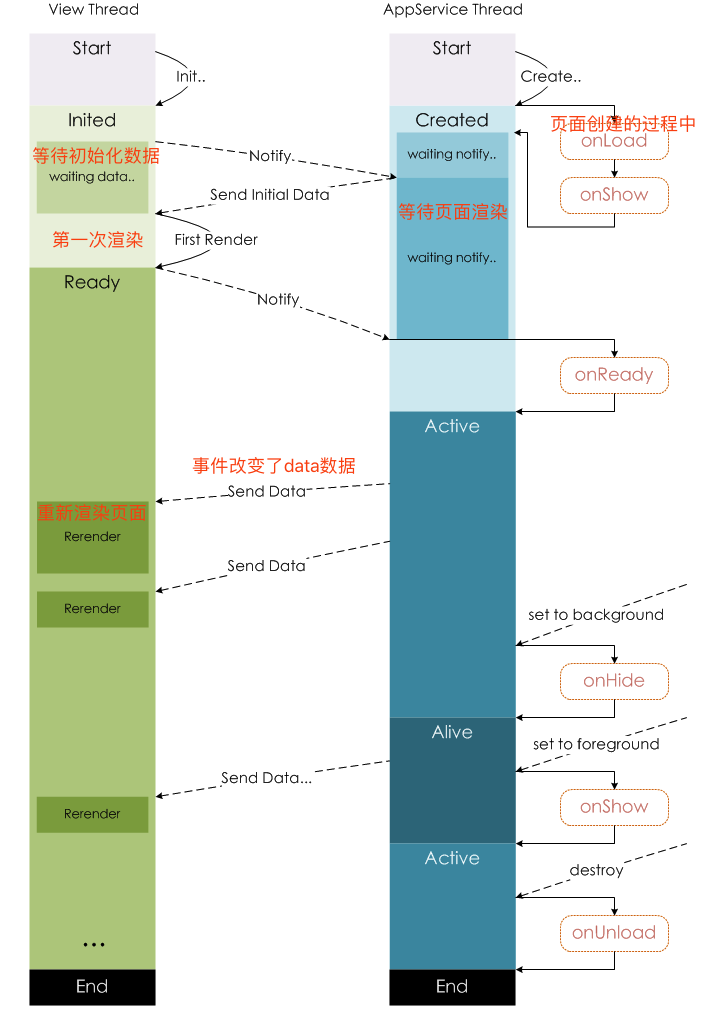 View Thread
AppService Thread
Start
Start
Init..
Create..
Inited
Created
页面创建的过程中
onLoad
等待初始化数据
Notify
waiting notify..
waiting data..
Send Initial Data
onShow
等待页面渲染
第一次渲染
First Render
waiting notify..
Ready
Notify
onReady
Active
事件改变了data数据
Send Data
重新渲染页面
Rerender
Send Data
Rerender
set to background
onHide
Alive
set to foreground
Send Data...
onShow
Rerender
Active
destroy
onUnload
...
End
End